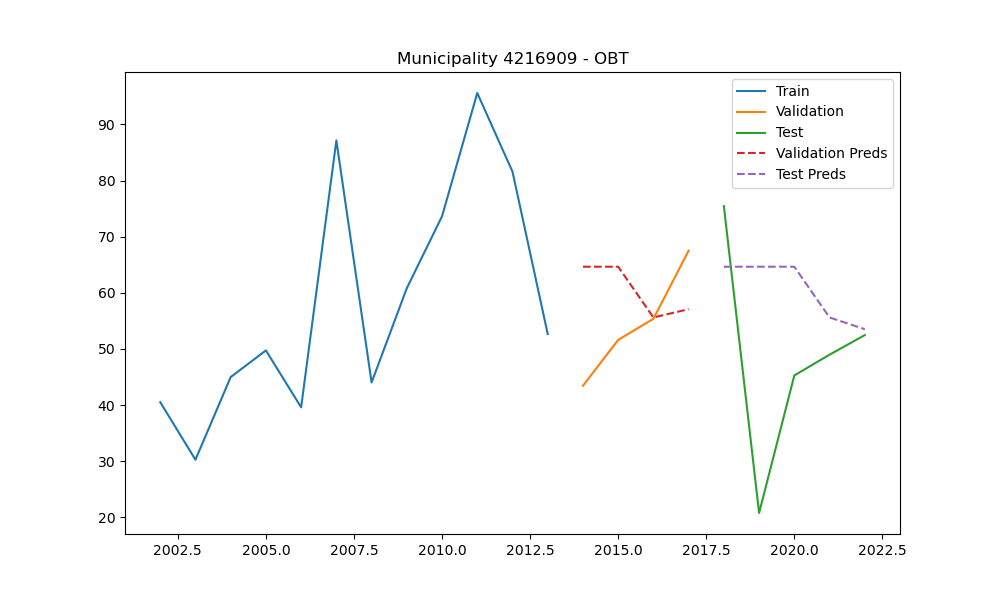 Municipality 4216909 - OBT
Train
Validation
Test
Validation Preds
Test Preds
90
80
70
60
50
40
30
20
2002.5 2005.0 2007.5 2010.0 2012.5 2015.0 2017.5 2020.0 2022.5